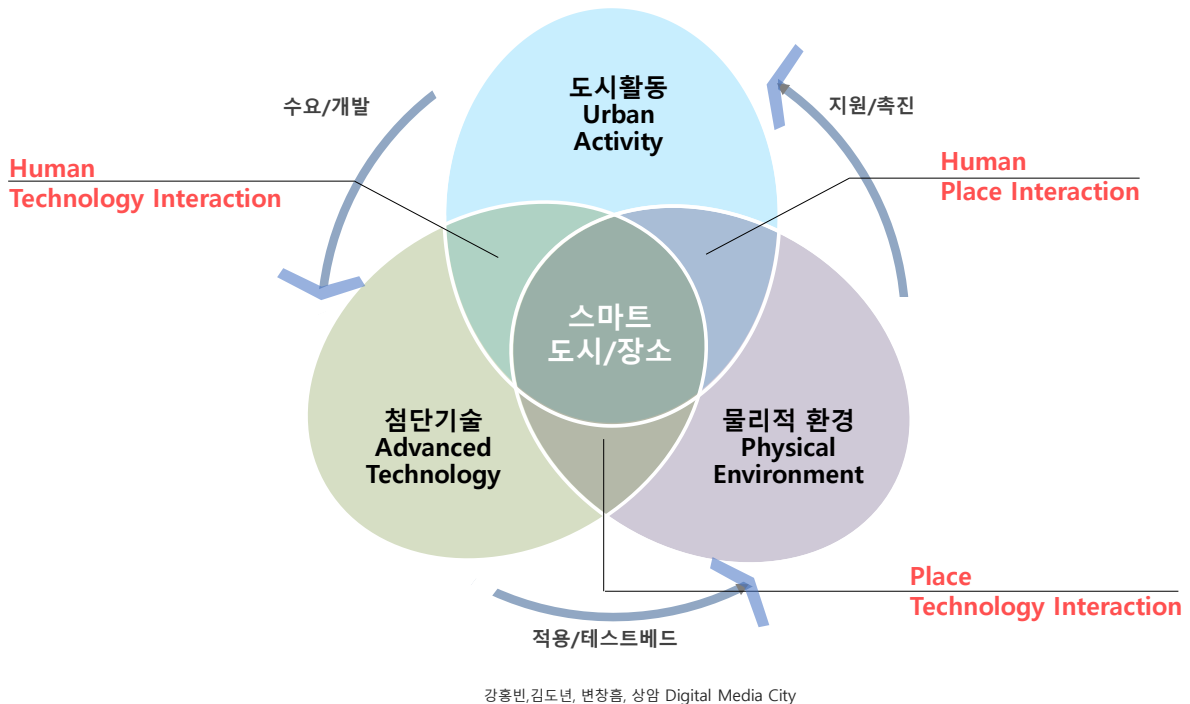 도시활동
Urban
Activity
수요/개발
지원/촉진
Human
Technology Interaction
Human
Place Interaction
스마트
도시/장소
첨단기술
Advanced
Technology
물리적 환경
Physical
Environment
Place
Technology Interaction
적용/테스트베드
강홍빈,김도년, 변창흠, 상암 Digital Media City